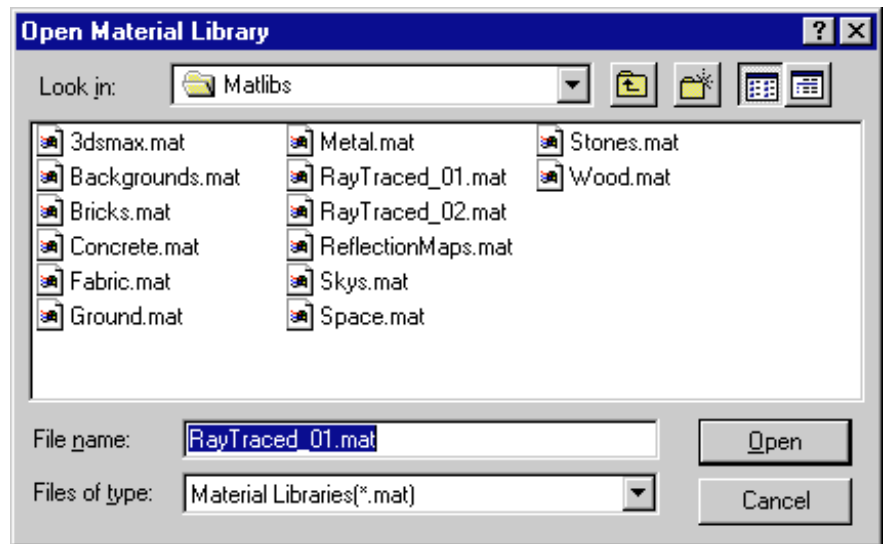 Open Material Library
Look in: Matlibs
3dsmax.mat Metal.mat Stones.mat
Backgrounds.mat RayTraced_01.mat Wood.mat
Bricks.mat RayTraced_02.mat
Concrete.mat ReflectionMaps.mat
Fabric.mat Skys.mat
Ground.mat Space.mat
File name: RayTraced_01.mat Open
Files of type: Material Libraries(*.mat) Cancel